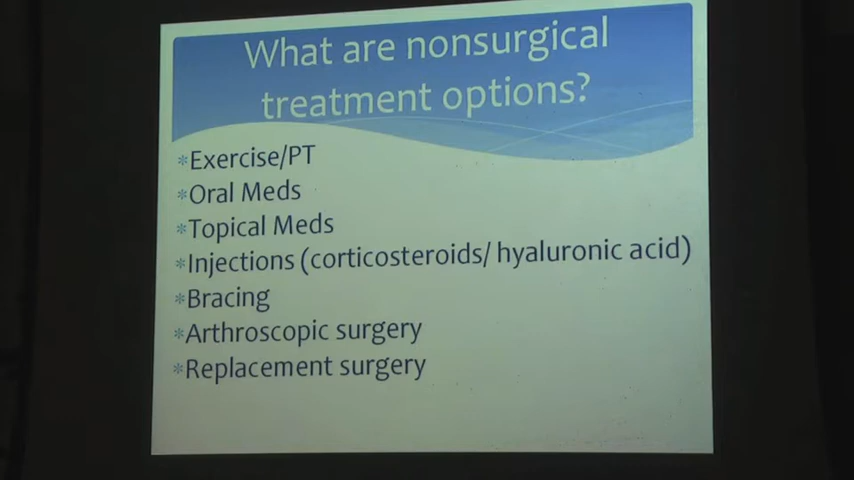 What are nonsurgical
treatment options?
*Exercise/PT
*Oral Meds
*Topical Meds
*Injections (corticosteroids/ hyaluronic acid)
*Bracing
*Arthroscopic surgery
*Replacement surgery